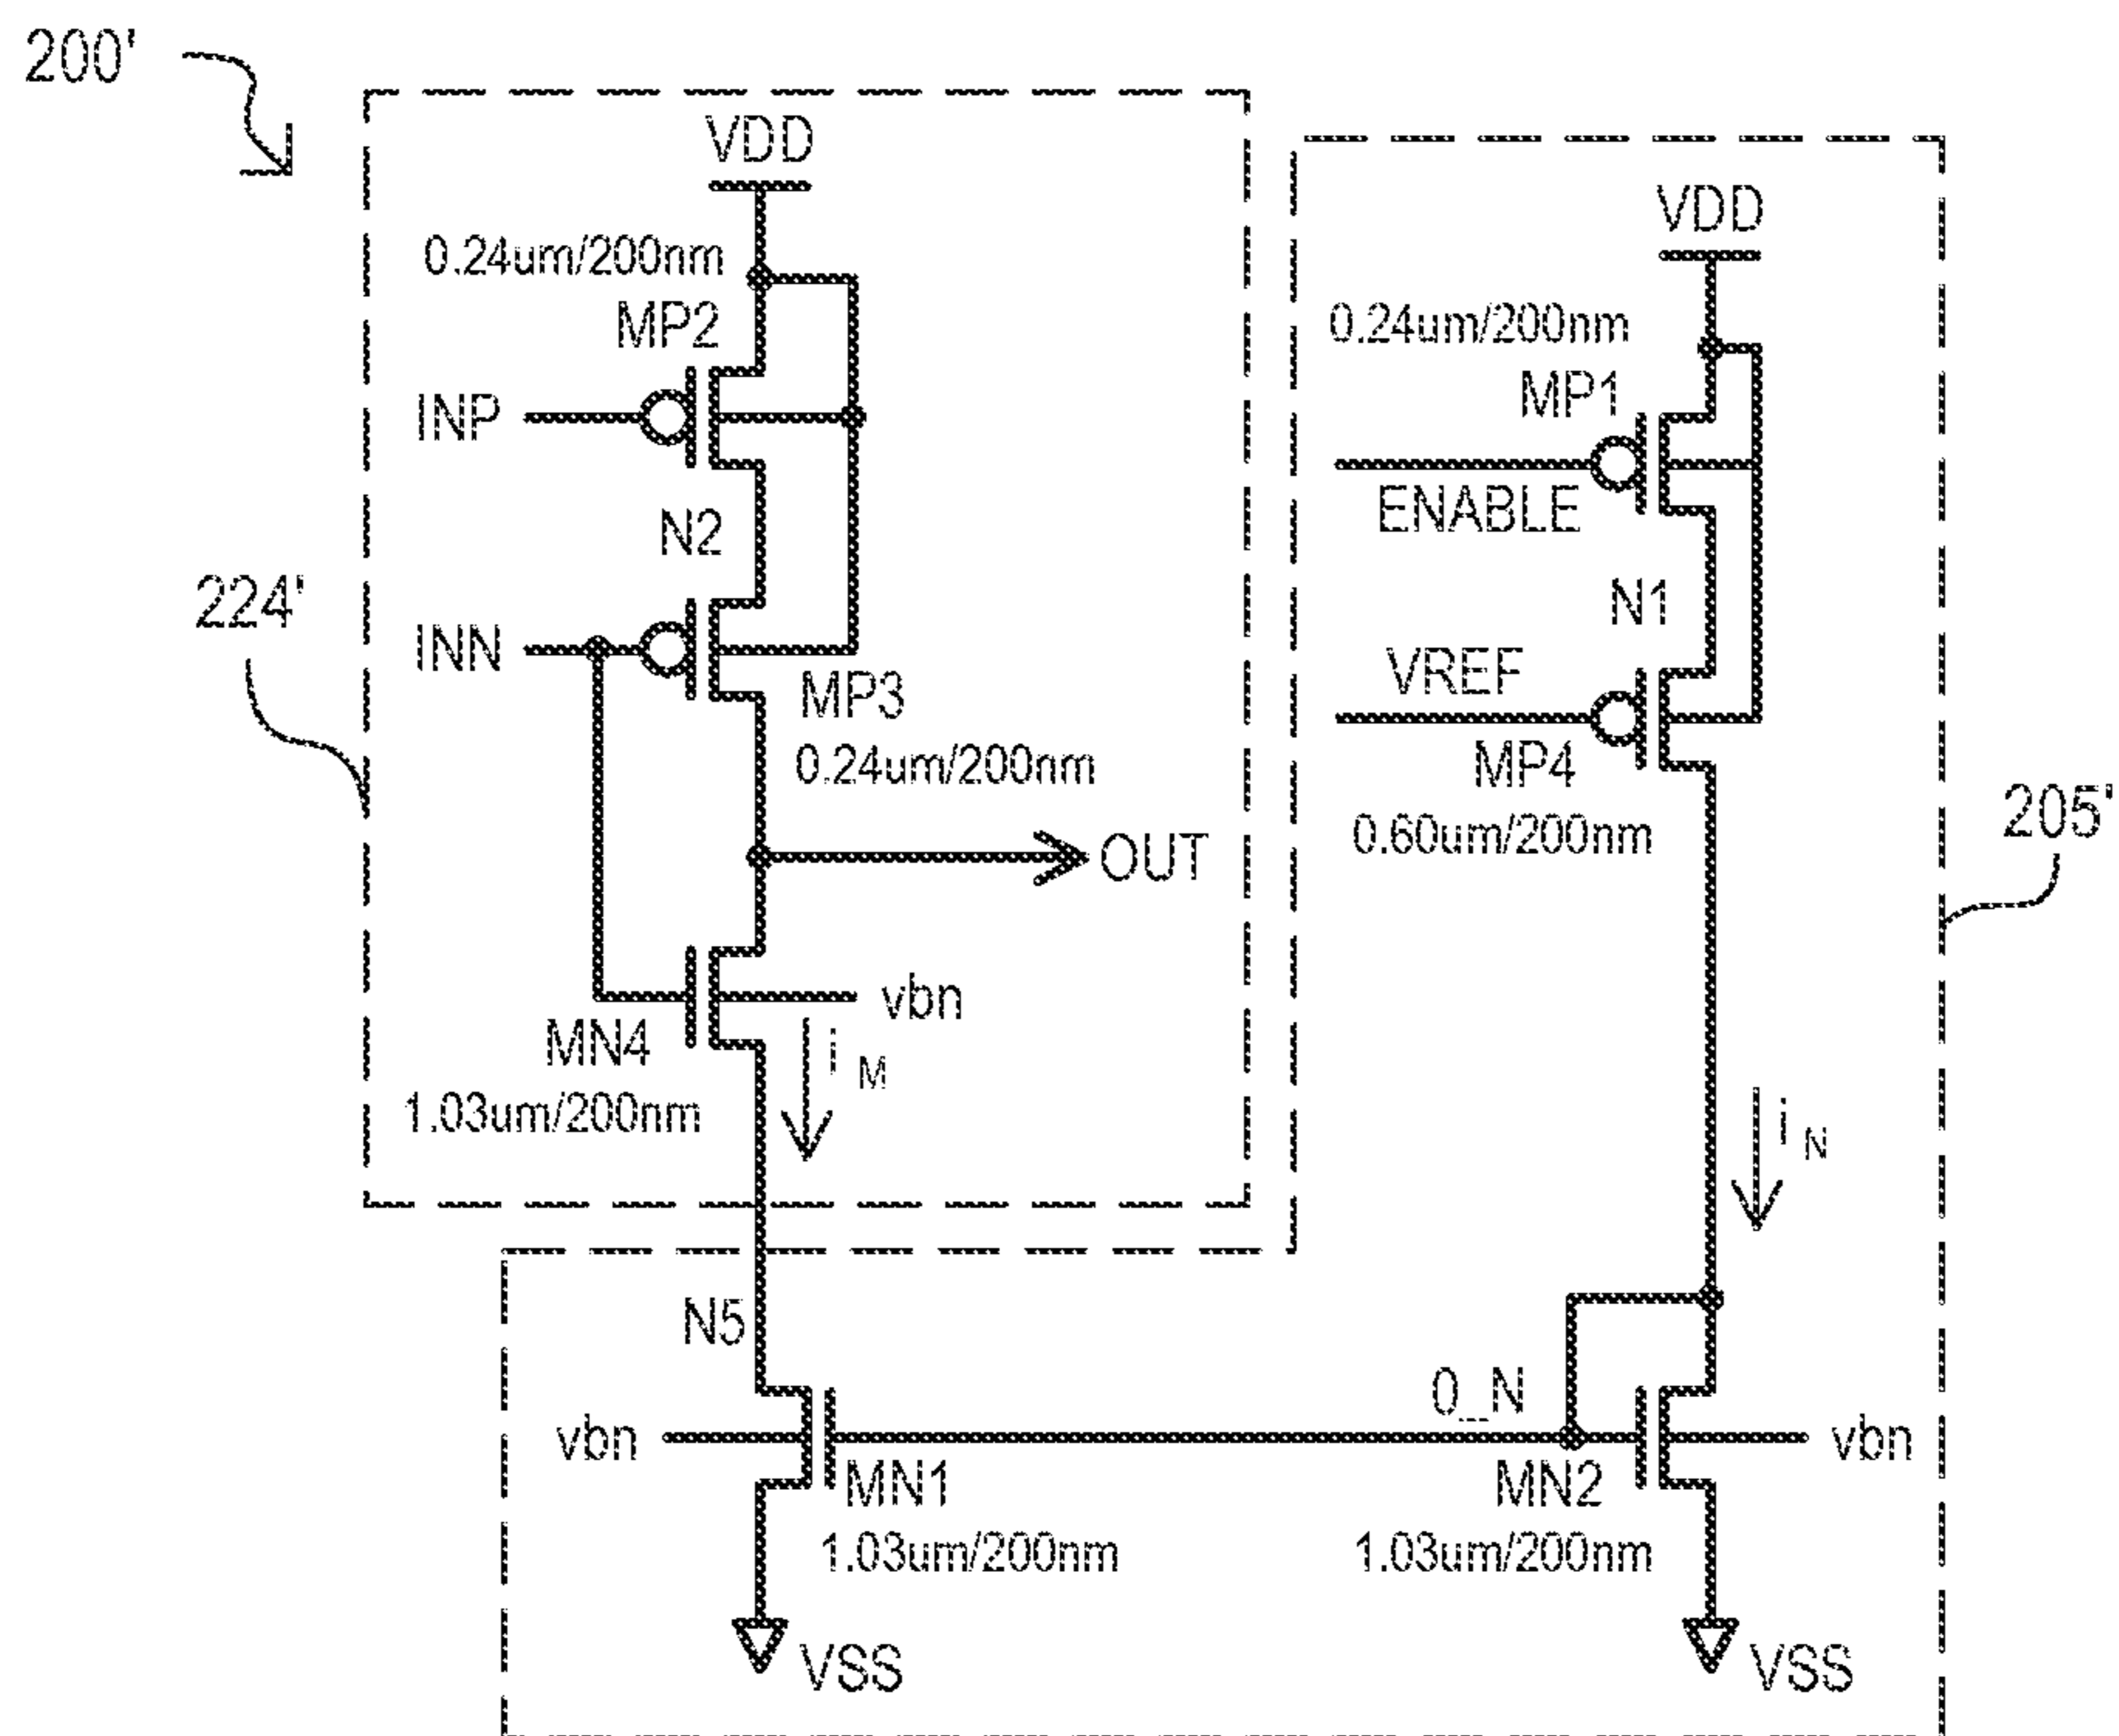 200'
VDD
0.24um/200nm
MP2
INP
N2
INN
MP3
0.24um/200nm
224'
OUT
vbn
MN4
i M
1.03um/200nm
VDD
0.24um/200nm
MP1
ENABLE
N1
VREF
MP4
0.60um/200nm
205'
i N
N5
0_N
vbn
MN1
1.03um/200nm
MN2
vbn
1.03um/200nm
VSS
VSS